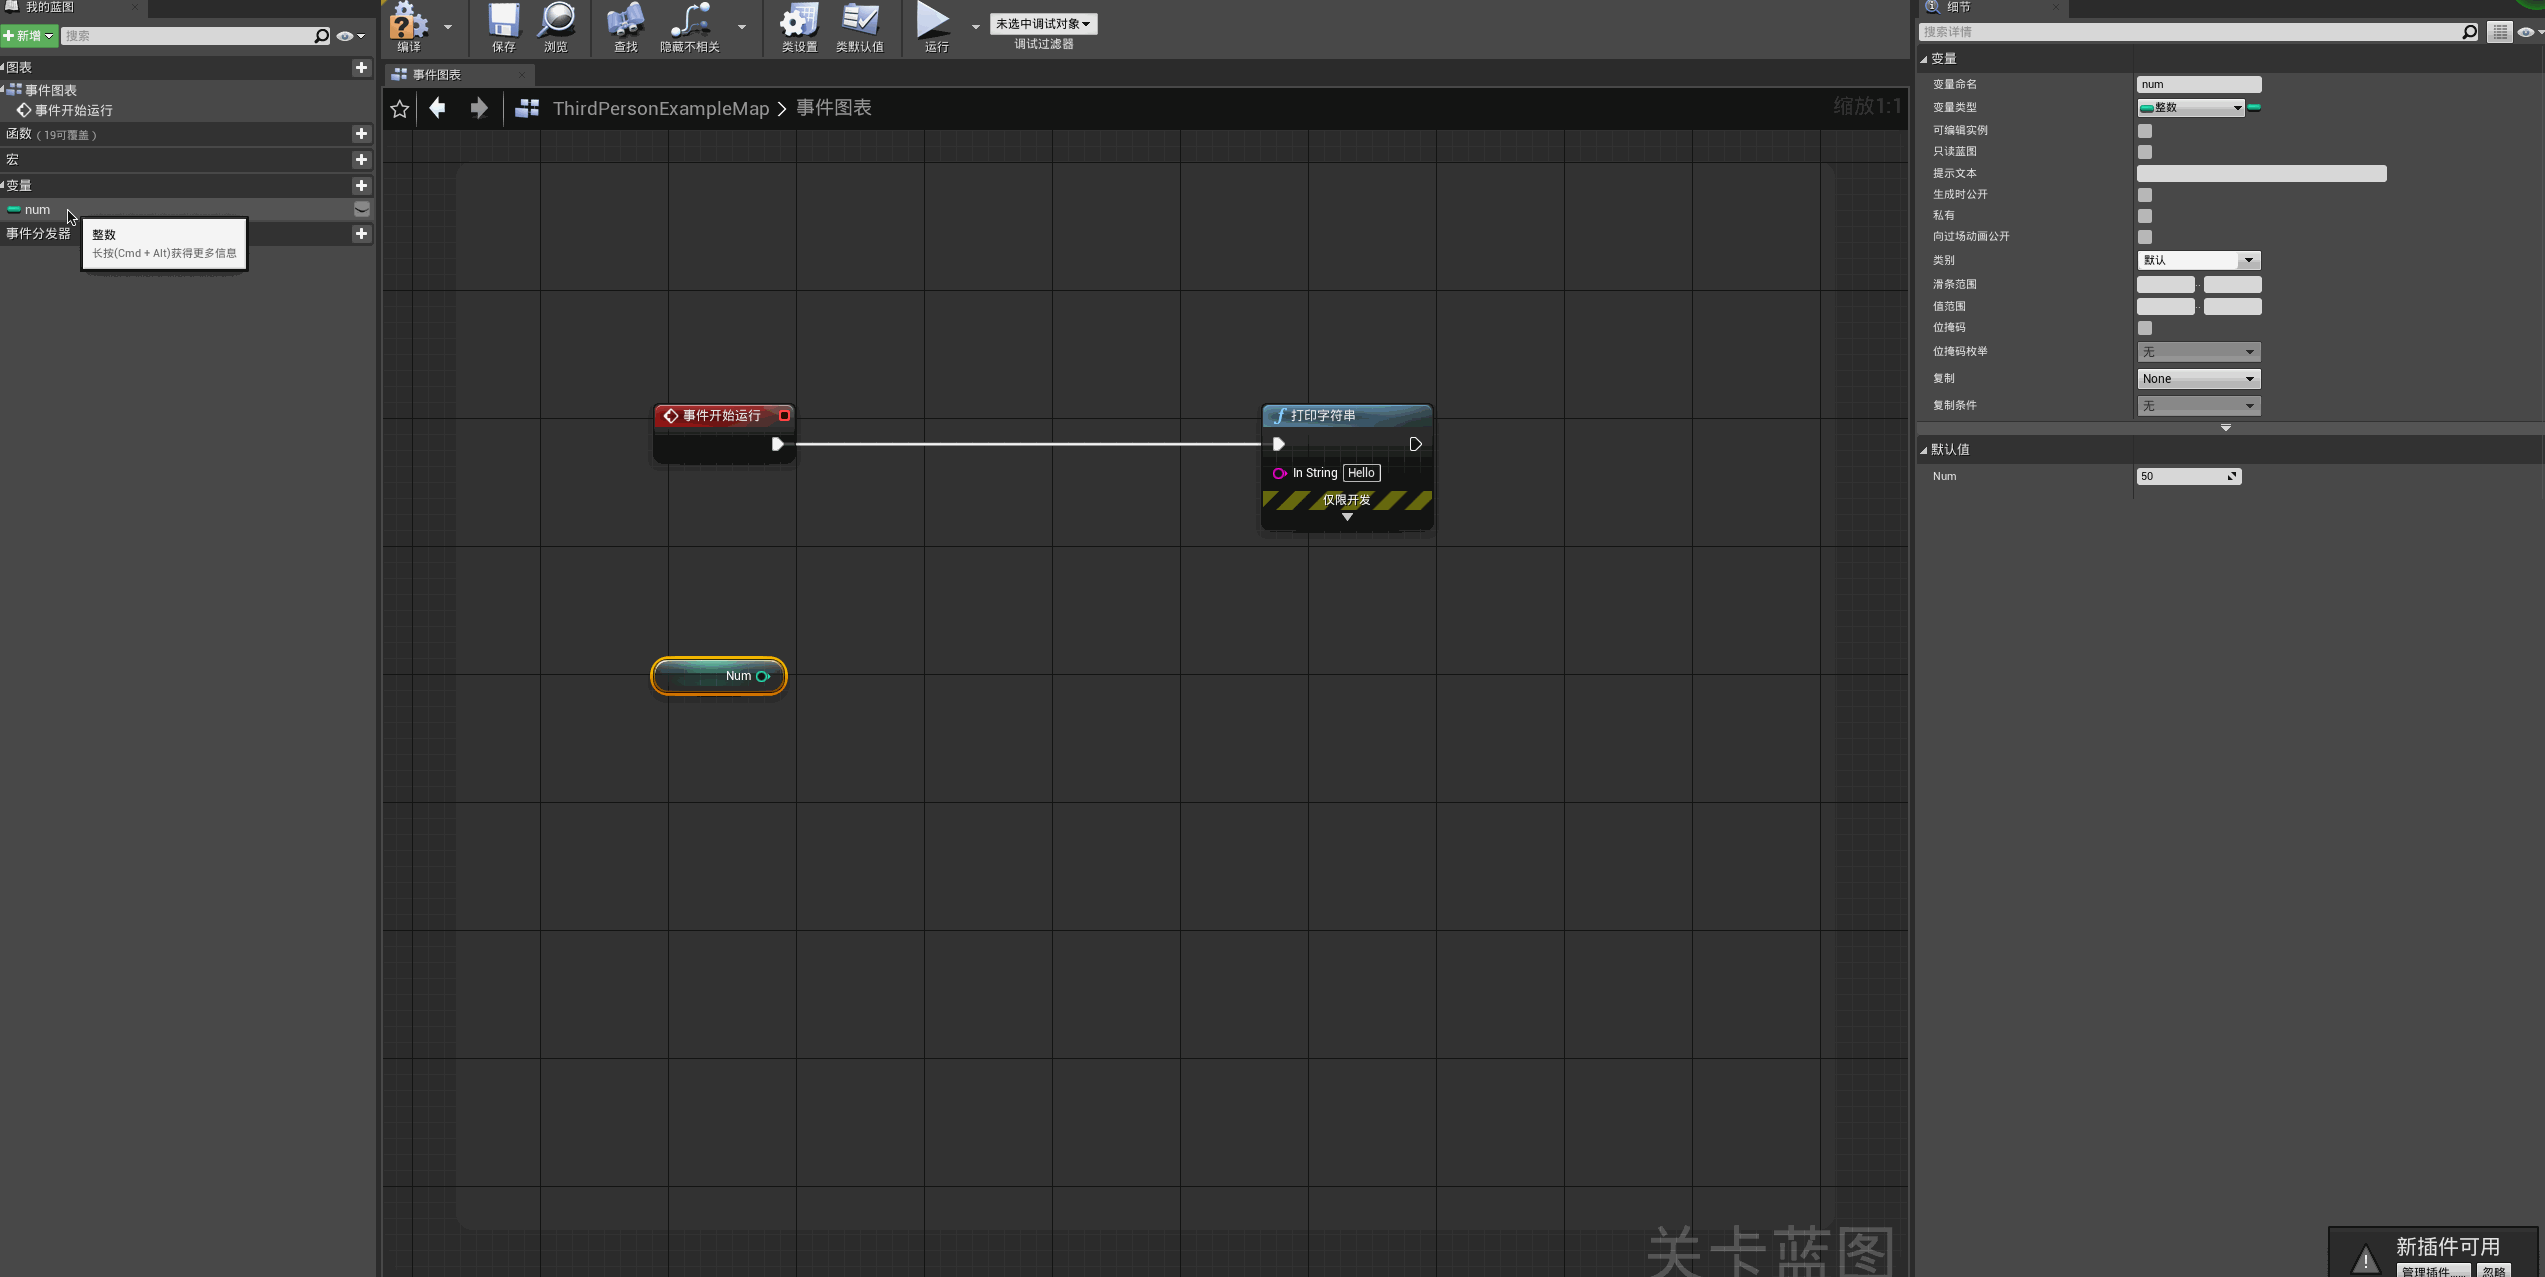 我的蓝图
新增
搜索
图表
事件图表
事件开始运行
函数（19可覆盖）
宏
变量
num
事件分发器
整数
长按(Cmd + Alt)获得更多信息
编译
保存
浏览
查找
隐藏不相关
类设置
类默认值
运行
未选中调试对象
调试过滤器
事件图表
ThirdPersonExampleMap > 事件图表
缩放1:1
事件开始运行
打印字符串
In String Hello
仅限开发
Num
关卡蓝图
细节
搜索详情
变量
变量命名 num
变量类型 整数
可编辑实例
只读蓝图
提示文本
生成时公开
私有
向过场动画公开
类别 默认
滑条范围
值范围
位掩码
位掩码枚举 无
复制 None
复制条件 无
默认值
Num 50
新插件可用
管理插件......
忽略